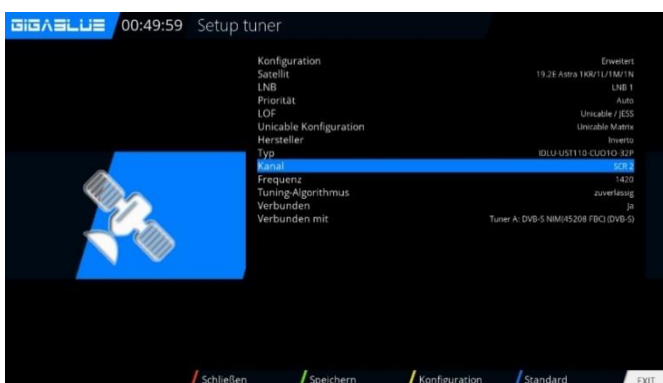 GIGABLUE 00:49:59 Setup tuner
Konfiguration Erweitert
Satellit 19.2E Astra 1KR/1L/1M/1N
LNB LNB 1
Priorität Auto
LOF Unicable / JESS
Unicable Konfiguration Unicable Matrix
Hersteller Inverto
Typ IDLU-UST110-CUO1O-32P
Kanal SCR 2
Frequenz 1420
Tuning-Algorithmus zuverlässig
Verbunden Ja
Verbunden mit Tuner A: DVB-S NIM(45208 FBC) (DVB-S)
Schließen Speichern Konfiguration Standard EXIT